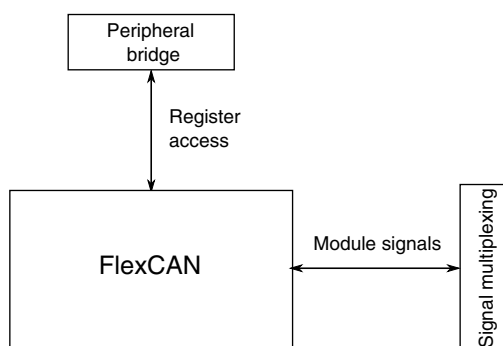 Peripheral
bridge
Register
access
FlexCAN
Module signals
Signal multiplexing